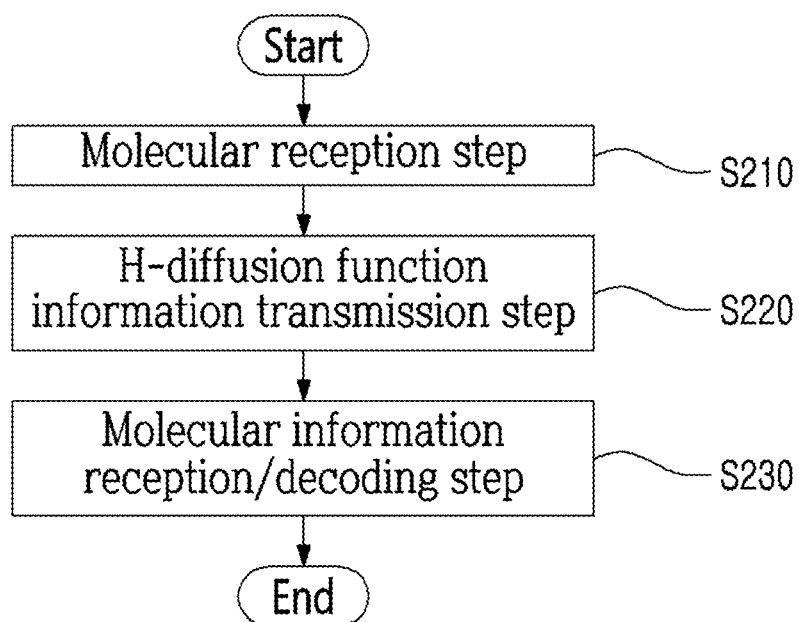 Start
Molecular reception step
S210
H-diffusion function
information transmission step
S220
Molecular information
reception/decoding step
S230
End